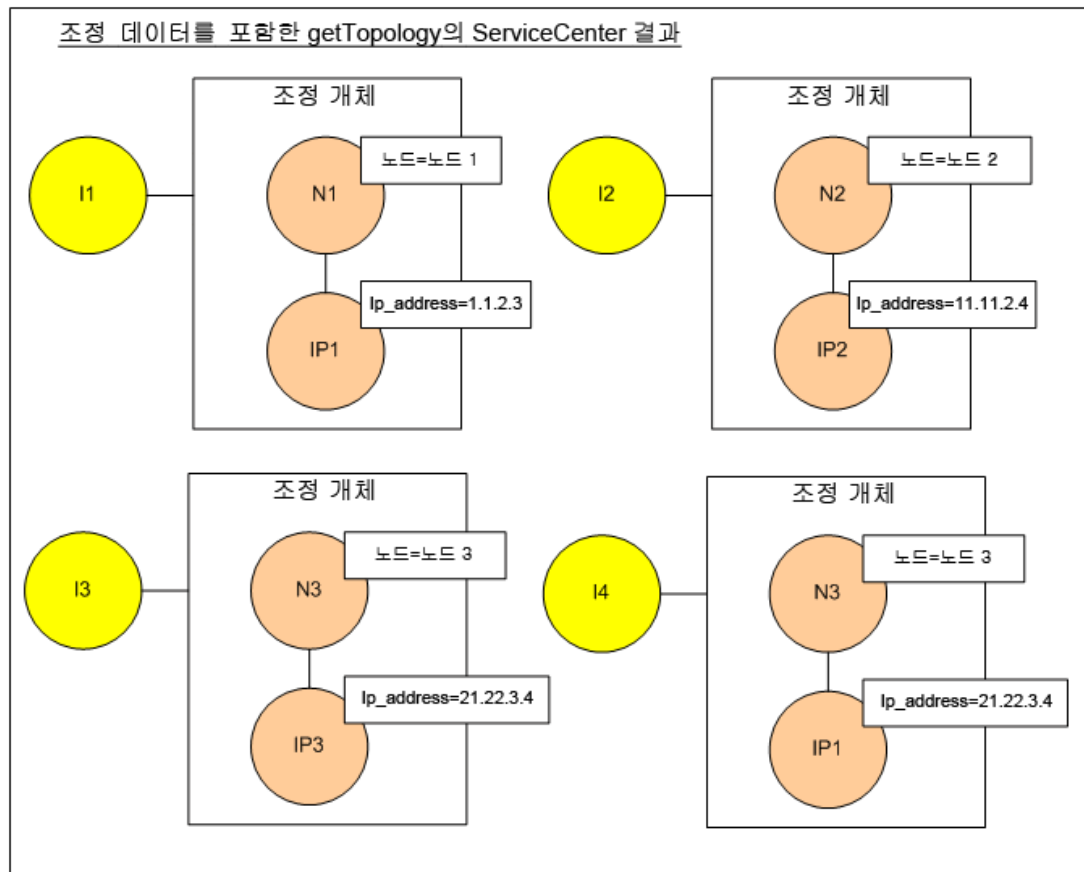 조정 데이터를 포함한 getTopology의 ServiceCenter 결과
조정 개체
I1
N1
노드=노드 1
Ip_address=1.1.2.3
IP1
조정 개체
I2
N2
노드=노드 2
Ip_address=11.11.2.4
IP2
조정 개체
I3
N3
노드=노드 3
Ip_address=21.22.3.4
IP3
조정 개체
I4
N3
노드=노드 3
Ip_address=21.22.3.4
IP1